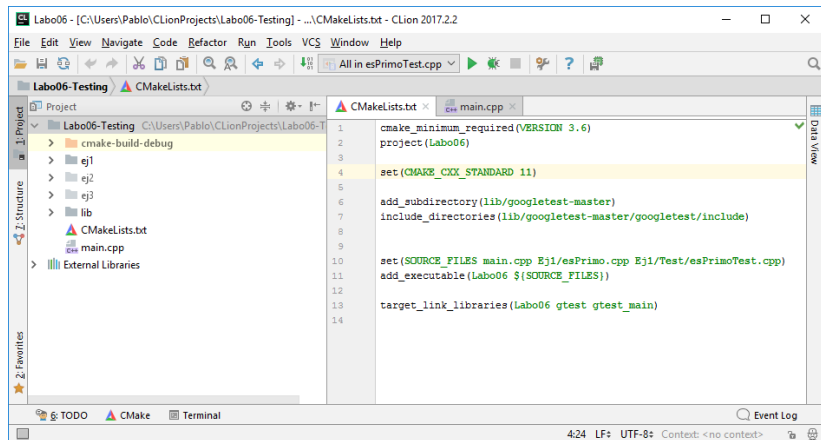 Labo06 - [C:\Users\Pablo\CLionProjects\Labo06-Testing] - ...\CMakeLists.txt - CLion 2017.2.2
File Edit View Navigate Code Refactor Run Tools VCS Window Help
All in esPrimoTest.cpp
Labo06-Testing CMakeLists.txt
Project
CMakeLists.txt
main.cpp
1: Project
Z: Structure
2: Favorites
Data View
Labo06-Testing C:\Users\Pablo\CLionProjects\Labo06-T
cmake-build-debug
ej1
ej2
ej3
lib
CMakeLists.txt
main.cpp
External Libraries
1 cmake_minimum_required(VERSION 3.6)
2 project(Labo06)
3
4 set(CMAKE_CXX_STANDARD 11)
5
6 add_subdirectory(lib/googletest-master)
7 include_directories(lib/googletest-master/googletest/include)
8
9
10 set(SOURCE_FILES main.cpp Ej1/esPrimo.cpp Ej1/Test/esPrimoTest.cpp)
11 add_executable(Labo06 ${SOURCE_FILES})
12
13 target_link_libraries(Labo06 gtest gtest_main)
14
6: TODO CMake Terminal Event Log
4:24 LF UTF-8 Context: <no context>